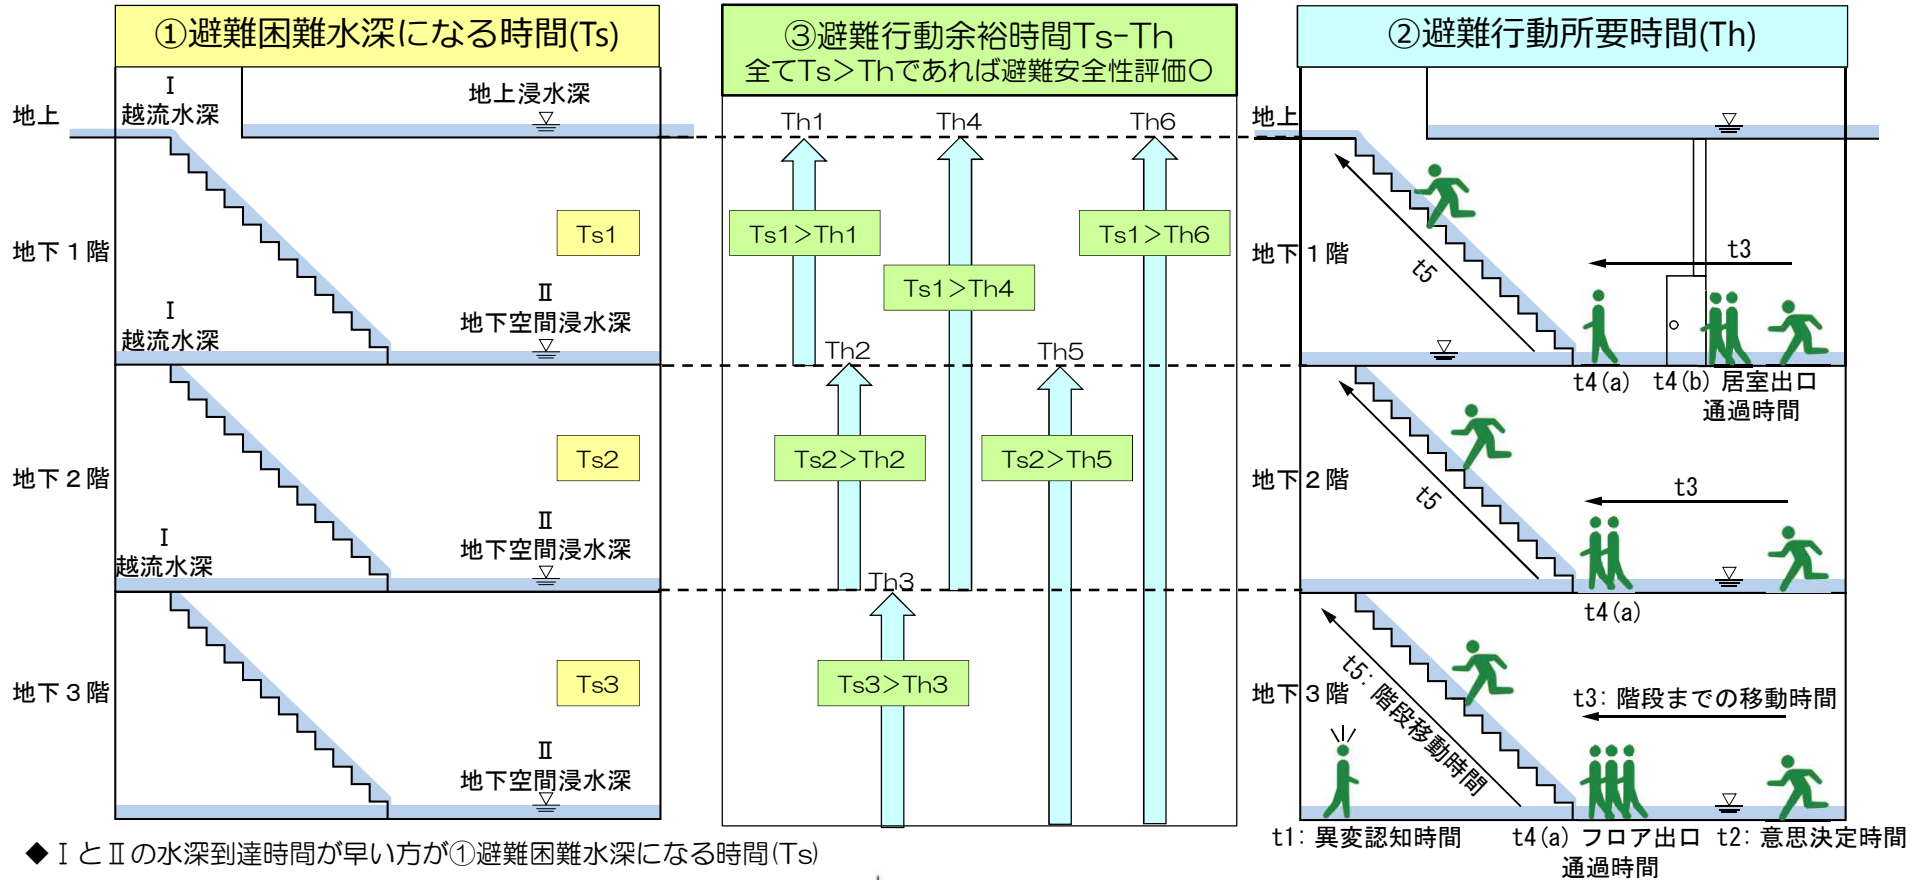 ①避難困難水深になる時間(Ts)
Ⅰ
越流水深
地上浸水深
地上
Ts1
地下1階
Ⅱ
地下空間浸水深
Ⅰ
越流水深
Ts2
地下2階
Ⅱ
地下空間浸水深
Ⅰ
越流水深
Ts3
地下3階
Ⅱ
地下空間浸水深
◆ⅠとⅡの水深到達時間が早い方が①避難困難水深になる時間(Ts)
③避難行動余裕時間Ts-Th
全てTs>Thであれば避難安全性評価○
Th1
Th4
Th6
Ts1>Th1
Ts1>Th6
Ts1>Th4
Th2
Th5
Ts2>Th2
Ts2>Th5
Th3
Ts3>Th3
②避難行動所要時間(Th)
地上
地下1階
t3
t5
t4(a)
t4(b) 居室出口
通過時間
地下2階
t3
t5
t4(a)
地下3階
t5: 階段移動時間
t3: 階段までの移動時間
t1: 異変認知時間
t4(a) フロア出口
通過時間
t2: 意思決定時間